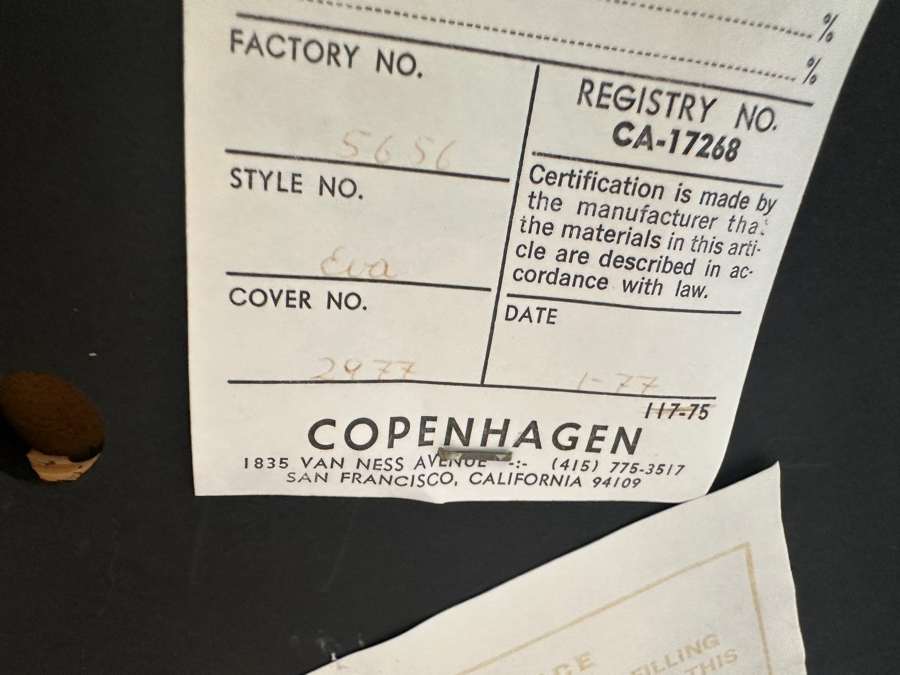 %
%
FACTORY NO.
5656
STYLE NO.
Eva
COVER NO.
2977
REGISTRY NO.
CA-17268
Certification is made by
the manufacturer that
the materials in this arti-
cle are described in ac-
cordance with law.
DATE
1-77
117-75
COPENHAGEN
1835 VAN NESS AVENUE -:- (415) 775-3517
SAN FRANCISCO, CALIFORNIA 94109
CE
FILLING
THIS